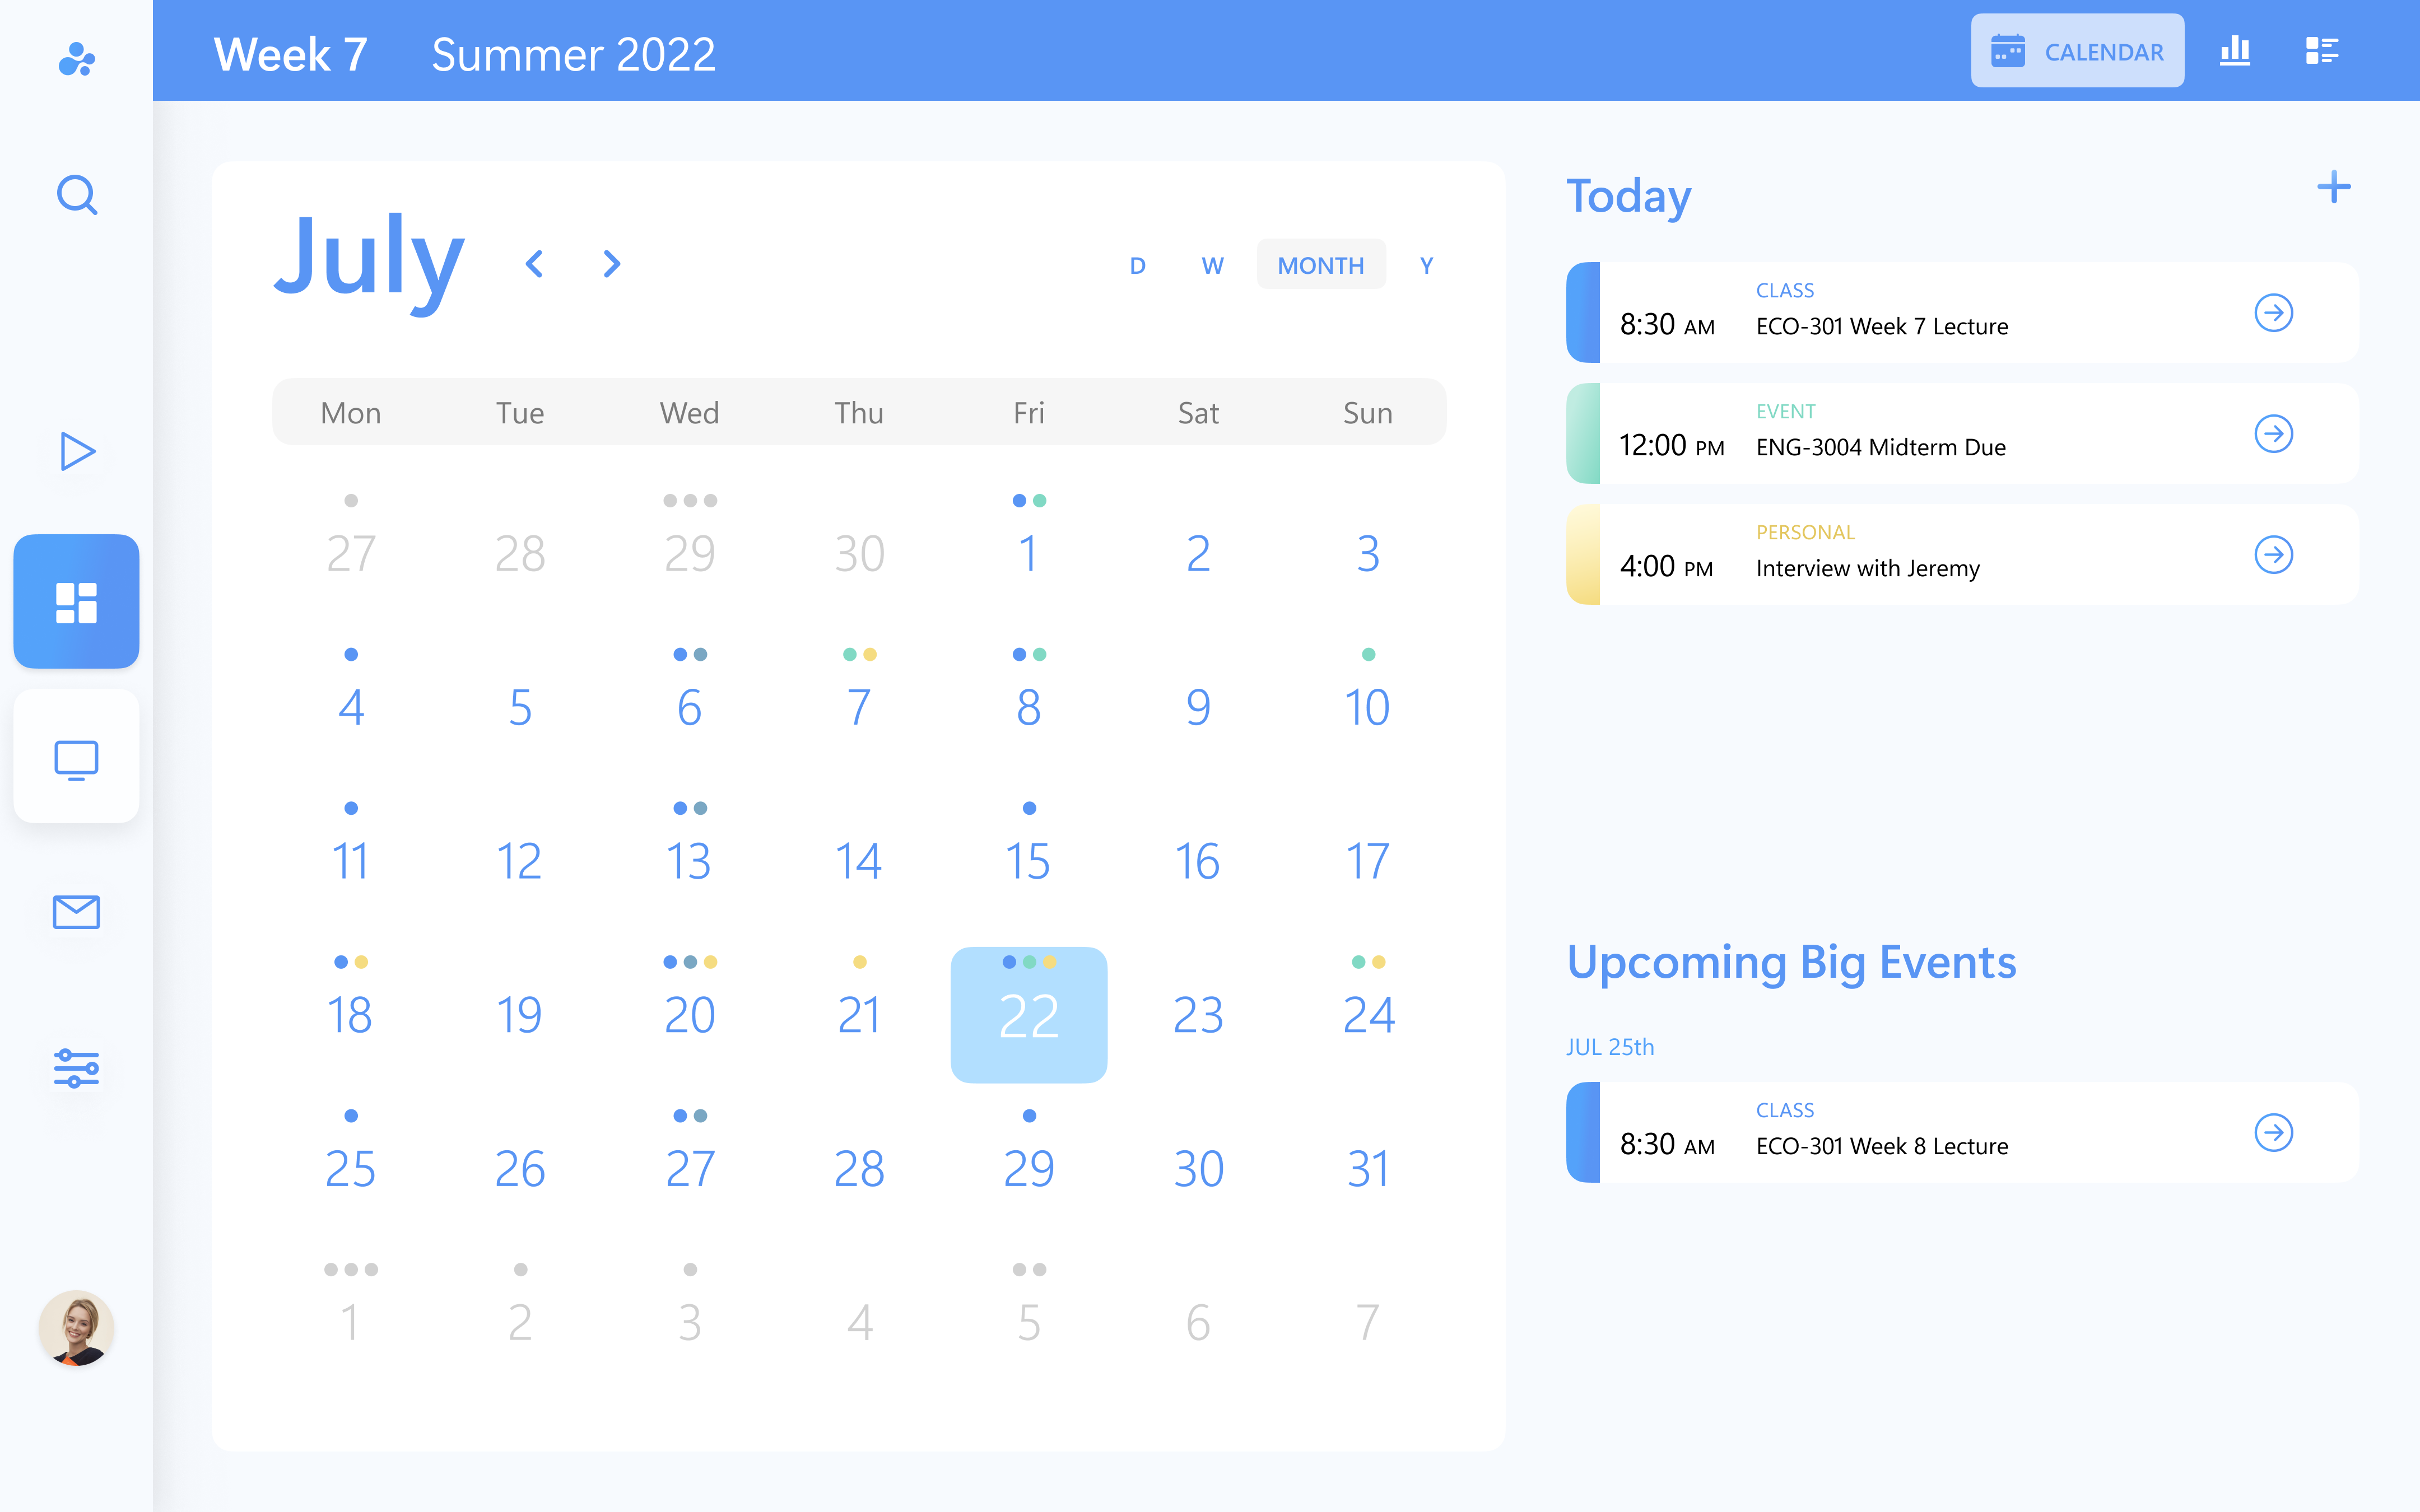 Week 7 Summer 2022
CALENDAR
July
D W MONTH Y
Mon Tue Wed Thu Fri Sat Sun
27 28 29 30 1 2 3
4 5 6 7 8 9 10
11 12 13 14 15 16 17
18 19 20 21 22 23 24
25 26 27 28 29 30 31
1 2 3 4 5 6 7
Today
CLASS
8:30 AM ECO-301 Week 7 Lecture
EVENT
12:00 PM ENG-3004 Midterm Due
PERSONAL
4:00 PM Interview with Jeremy
Upcoming Big Events
JUL 25th
CLASS
8:30 AM ECO-301 Week 8 Lecture